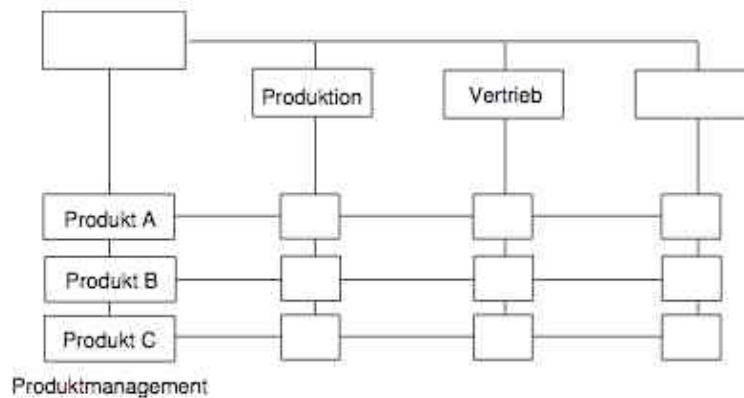 Produktion
Vertrieb
Produkt A
Produkt B
Produkt C
Produktmanagement